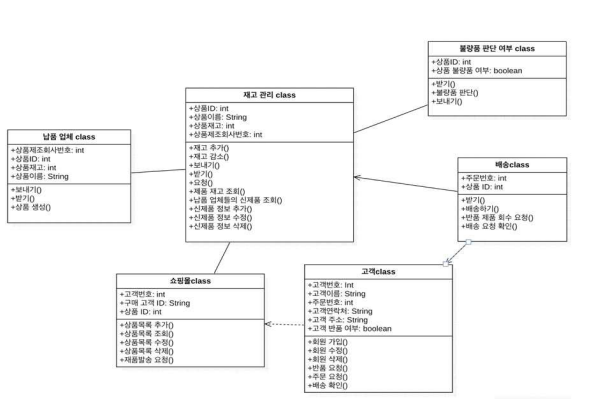 불량품 판단 여부 class
+상품ID: int
+상품 불량품 여부: boolean
+받기()
+불량품 판단()
+보내기()
재고 관리 class
+상품ID: int
+상품이름: String
+상품재고: int
+상품제조회사번호: int
+재고 추가()
+재고 감소()
+보내기()
+받기()
+요청()
+제품 재고 조회()
+납품 업체들의 신제품 조회()
+신제품 정보 추가()
+신제품 정보 수정()
+신제품 정보 삭제()
납품 업체 class
+상품제조회사번호: int
+상품ID: int
+상품재고: int
+상품이름: String
+보내기()
+받기()
+상품 생성()
배송class
+주문번호: int
+상품 ID: int
+받기()
+배송하기()
+반품 제품 회수 요청()
+배송 요청 확인()
쇼핑몰class
+고객번호: int
+구매 고객 ID: String
+상품 ID: int
+상품목록 추가()
+상품목록 조회()
+상품목록 수정()
+상품목록 삭제()
+재품발송 요청()
고객class
+고객번호: Int
+고객이름: String
+주문번호: int
+고객연락처: String
+고객 주소: String
+고객 반품 여부: boolean
+회원 가입()
+회원 수정()
+회원 삭제()
+반품 요청()
+주문 요청()
+배송 확인()